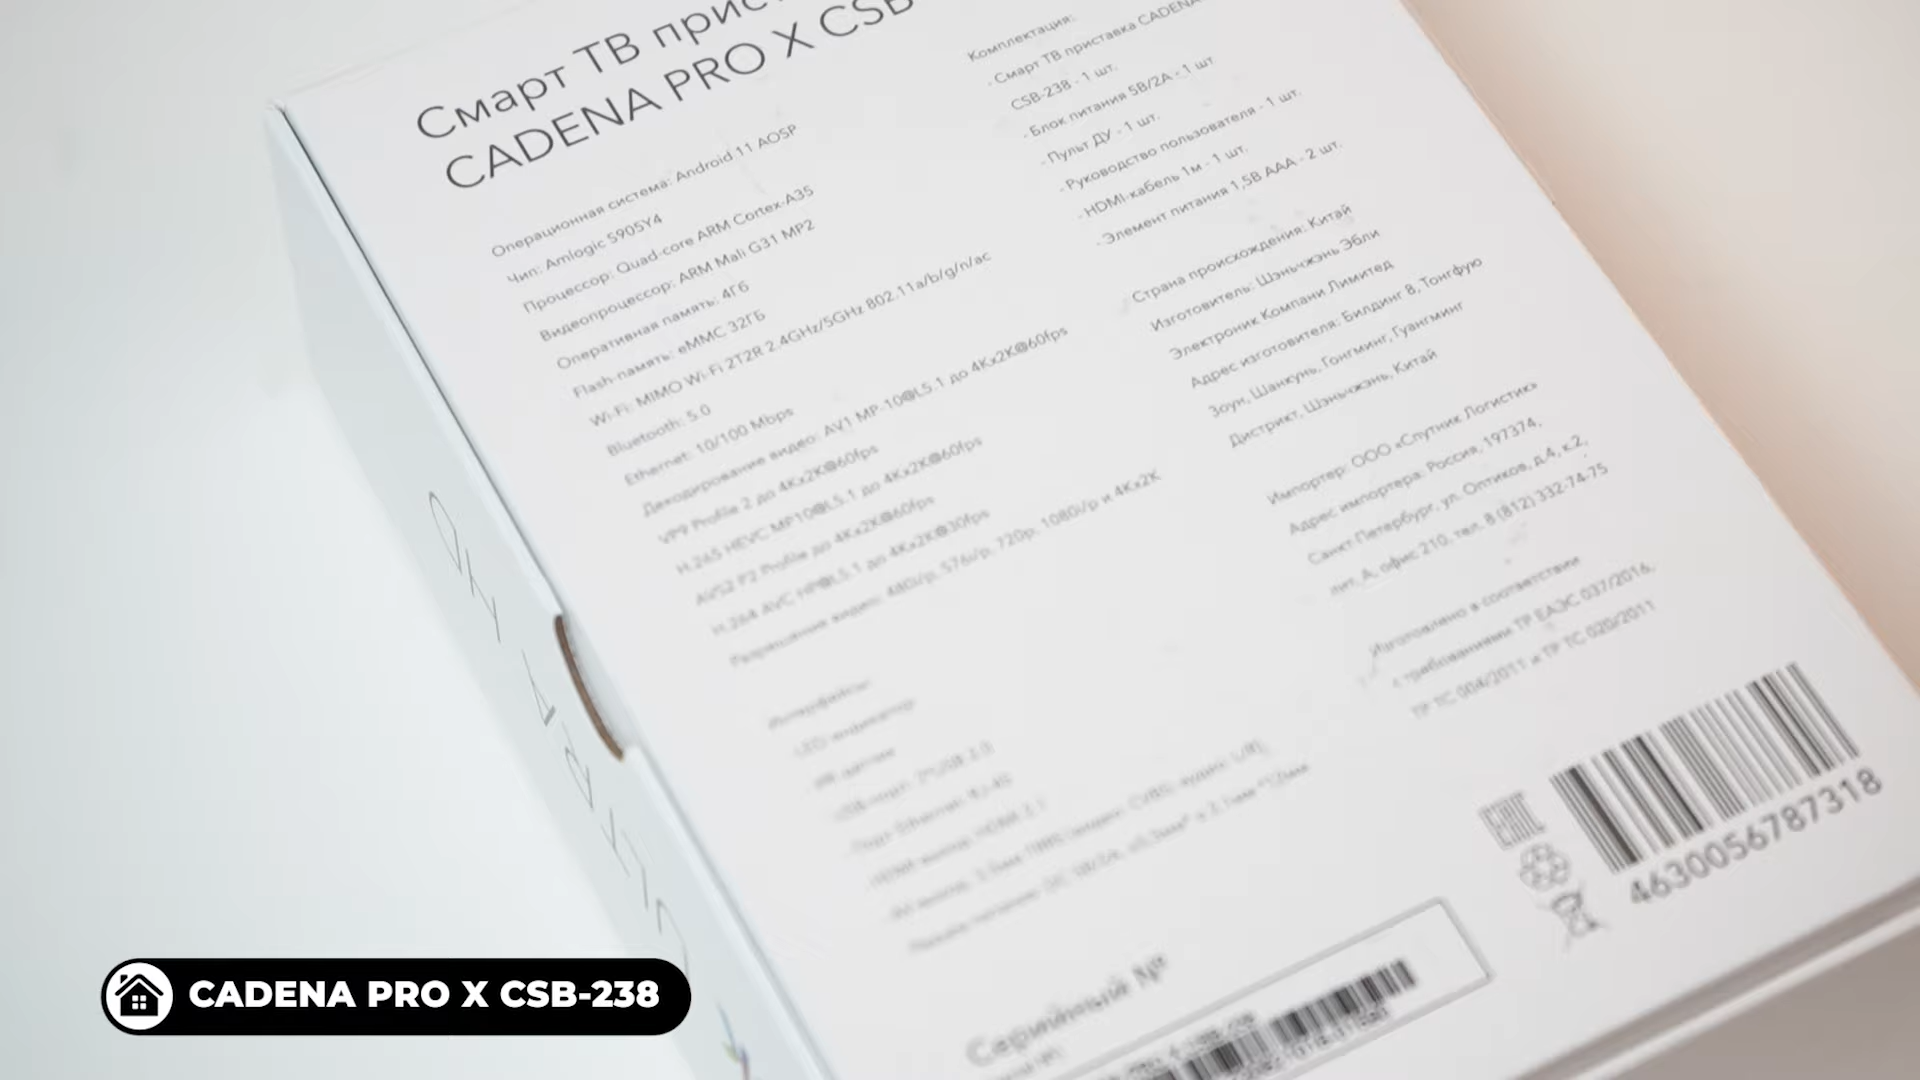 Смарт ТВ
CADENA PRO X CSB-
Операционная система: Android 11 AOSP
Чип: Amlogic S905Y4
Процессор: Quad-core ARM Cortex-A35
Видеопроцессор: ARM Mali G31 MP2
Оперативная память: 4Гб
Flash-память: eMMC 32ГБ
Wi-Fi: MIMO Wi-Fi 2T2R 2.4GHz/5GHz 802.11a/b/g/n/ac
Bluetooth: 5.0
Ethernet: 10/100 Mbps
Декодирование видео: AV1 MP-10@L5.1 до 4Kx2K@60fps
VP9 Profile 2 до 4Kx2K@60fps
H.265 HEVC MP10@L5.1 до 4Kx2K@60fps
AVS2 P2 Profile до 4Kx2K@60fps
H.264 AVC HP@L5.1 до 4Kx2K@30fps
Разрешение видео: 480i/p, 576i/p, 720p, 1080i/p и 4Kx2K
Интерфейсы:
- LED-индикатор
Комплектация:
- Смарт ТВ приставка CADENA
CSB-238 - 1 шт.
- Блок питания 5В/2А - 1 шт.
- Пульт ДУ - 1 шт.
- Руководство пользователя - 1 шт.
- HDMI-кабель 1м - 1 шт.
- Элемент питания 1,5В ААА - 2 шт.
Страна происхождения: Китай
Изготовитель: Шэньчжэнь Эбли
Электроник Компани Лимитед
Адрес изготовителя: Билдинг 8, Тонгфую
Зоун, Шанкунь, Гонгминг, Гуангминг
Дистрикт, Шэньчжэнь, Китай
Импортер: ООО «Спутник Логистик»
Адрес импортера: Россия, 197374,
Санкт-Петербург, ул. Оптиков, д.4, к.2,
лит. А, офис 210, тел. 8 (812) 332-74-75
Изготовлено в соответствии
с требованиями ТР ЕАЭС 037/2016,
ТР ТС 004/2011 и ТР ТС 020/2011
EAC
4630056787318
Серийный №
CADENA PRO X CSB-238